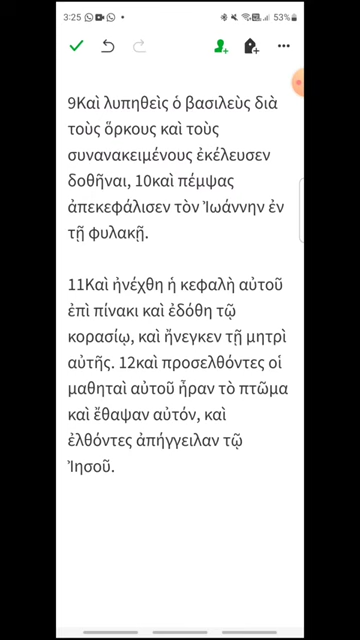 3:25
53%
9Καὶ λυπηθεὶς ὁ βασιλεὺς διὰ
τοὺς ὅρκους καὶ τοὺς
συνανακειμένους ἐκέλευσεν
δοθῆναι, 10καὶ πέμψας
ἀπεκεφάλισεν τὸν Ἰωάννην ἐν
τῇ φυλακῇ.
11Καὶ ἠνέχθη ἡ κεφαλὴ αὐτοῦ
ἐπὶ πίνακι καὶ ἐδόθη τῷ
κορασίῳ, καὶ ἤνεγκεν τῇ μητρὶ
αὐτῆς. 12καὶ προσελθόντες οἱ
μαθηταὶ αὐτοῦ ἦραν τὸ πτῶμα
καὶ ἔθαψαν αὐτόν, καὶ
ἐλθόντες ἀπήγγειλαν τῷ
Ἰησοῦ.